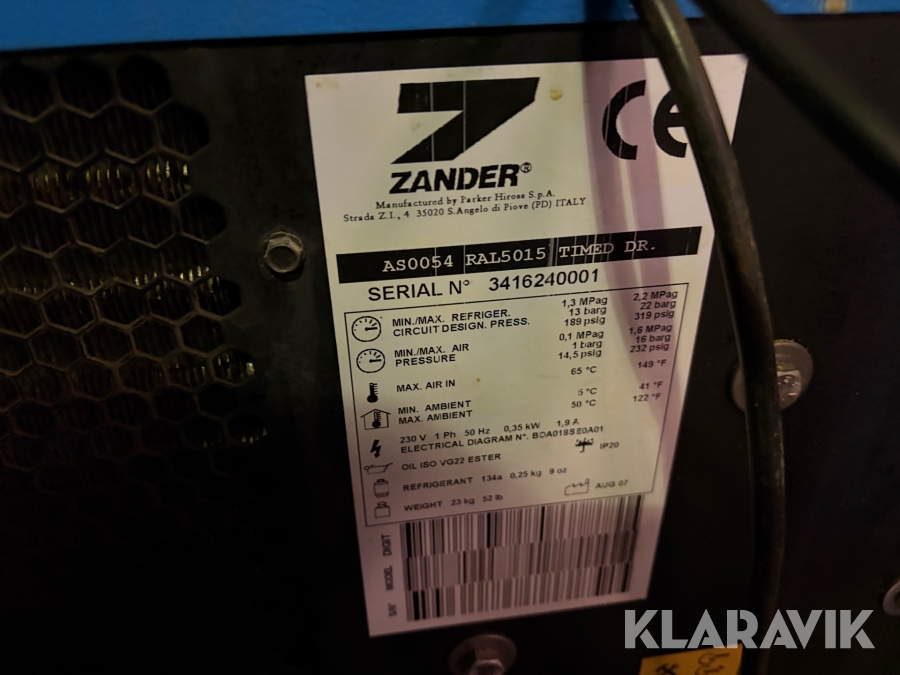 CE
ZANDER®
Manufactured by Parker Hiross S.p.A.
Strada Z.I., 4 35020 S.Angelo di Piove (PD) ITALY
AS0054 RAL5015 TIMED DR.
SERIAL N° 3416240001
MIN./MAX. REFRIGER. 1,3 MPag 2,2 MPag
CIRCUIT DESIGN. PRESS. 13 barg 22 barg
189 psig 319 psig
MIN./MAX. AIR 0,1 MPag 1,6 MPag
PRESSURE 1 barg 16 barg
14,5 psig 232 psig
MAX. AIR IN 65 °C 149 °F
MIN. AMBIENT 5 °C 41 °F
MAX. AMBIENT 50 °C 122 °F
230 V 1 Ph 50 Hz 0,35 kW 1,9 A
ELECTRICAL DIAGRAM N°. BDA018SE0A01
OIL ISO VG22 ESTER IP20
REFRIGERANT 134a 0,25 kg 9 oz
WEIGHT 23 kg 52 lb AUG 07
S/N° MODEL DIGIT
KLARAVIK